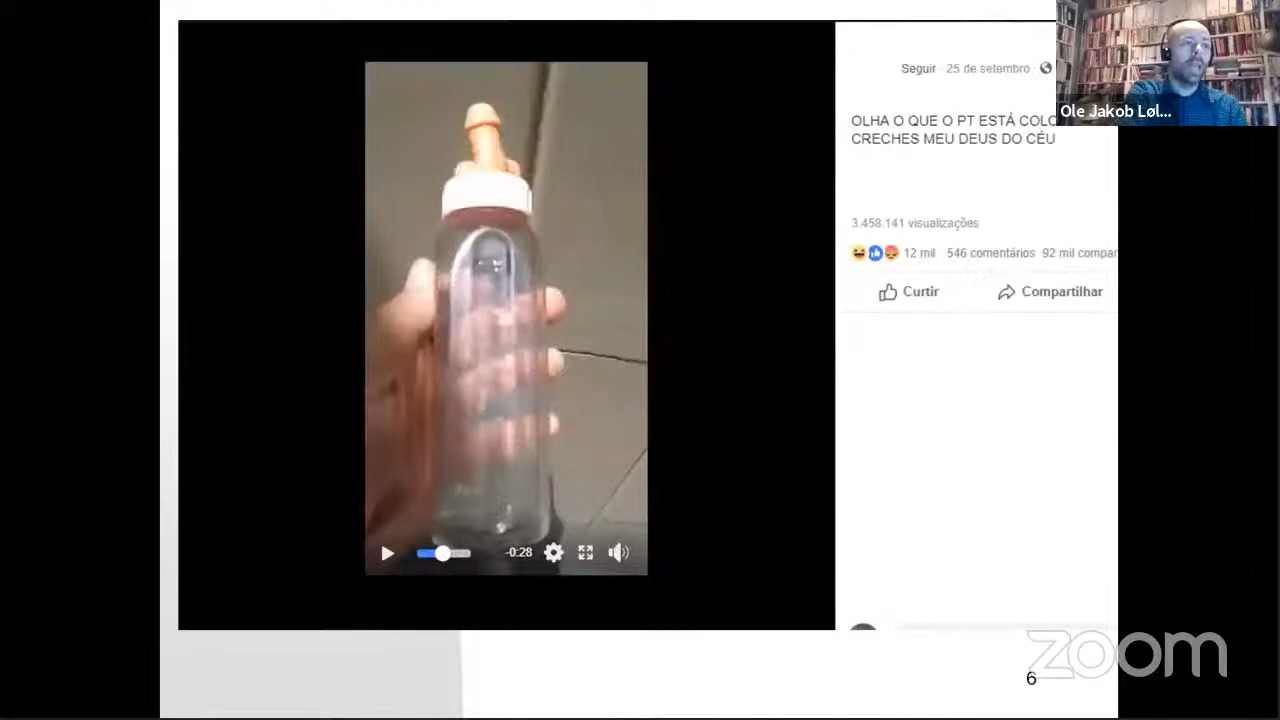 Seguir · 25 de setembro ·
OLHA O QUE O PT ESTÁ
CRECHES MEU DEUS DO CÉU
3.458.141 visualizações
12 mil 546 comentários 92 mil compar
Curtir Compartilhar
-0:28
Ole Jakob Løl...
zoom
6